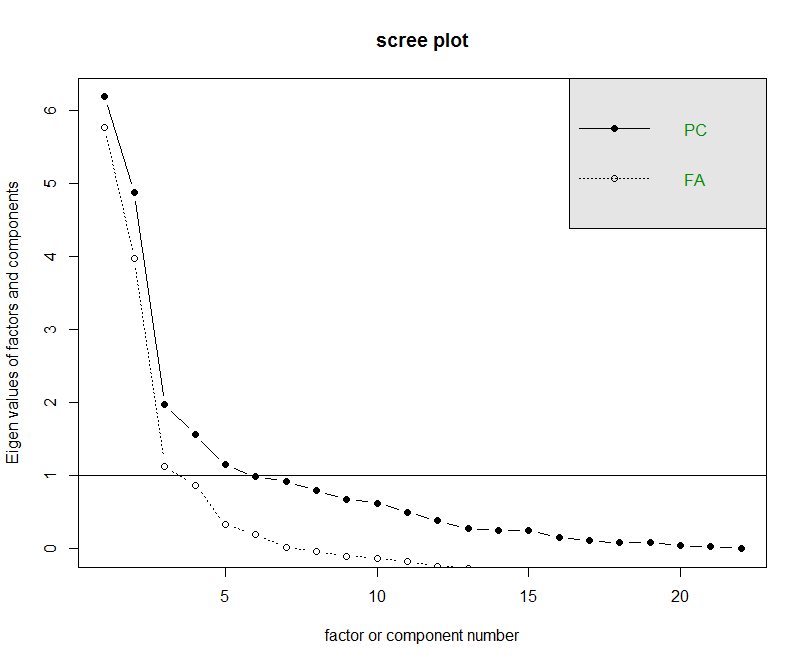 scree plot
PC
FA
Eigen values of factors and components
6
5
4
3
2
1
0
5 10 15 20
factor or component number